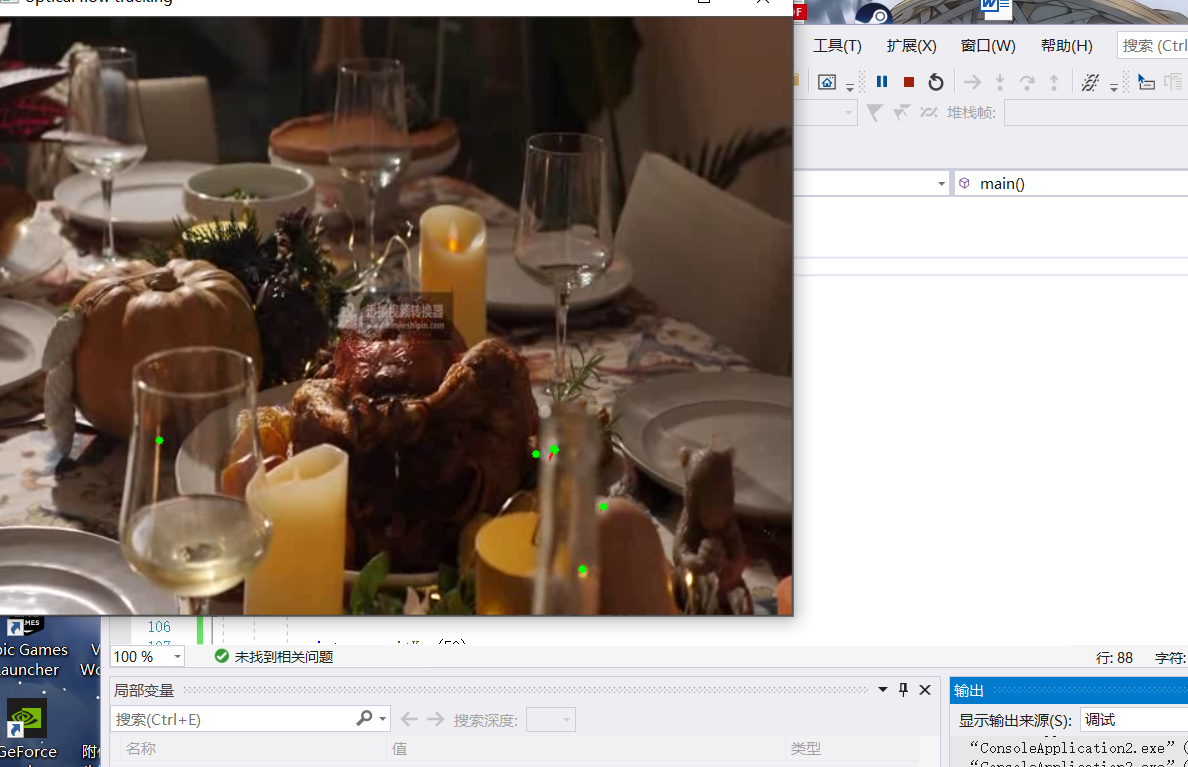 Optical flow tracking
工具(T) 扩展(X) 窗口(W) 帮助(H) 搜索 (Ctrl
堆栈帧:
main()
迅捷视频转换器
106
100 %
未找到相关问题
行: 88 字符:
pic Games
auncher
局部变量
搜索(Ctrl+E)
搜索深度:
名称 值 类型
输出
显示输出来源(S): 调试
“ConsoleApplication2.exe”
“ConsoleApplication2.exe”
GeForce